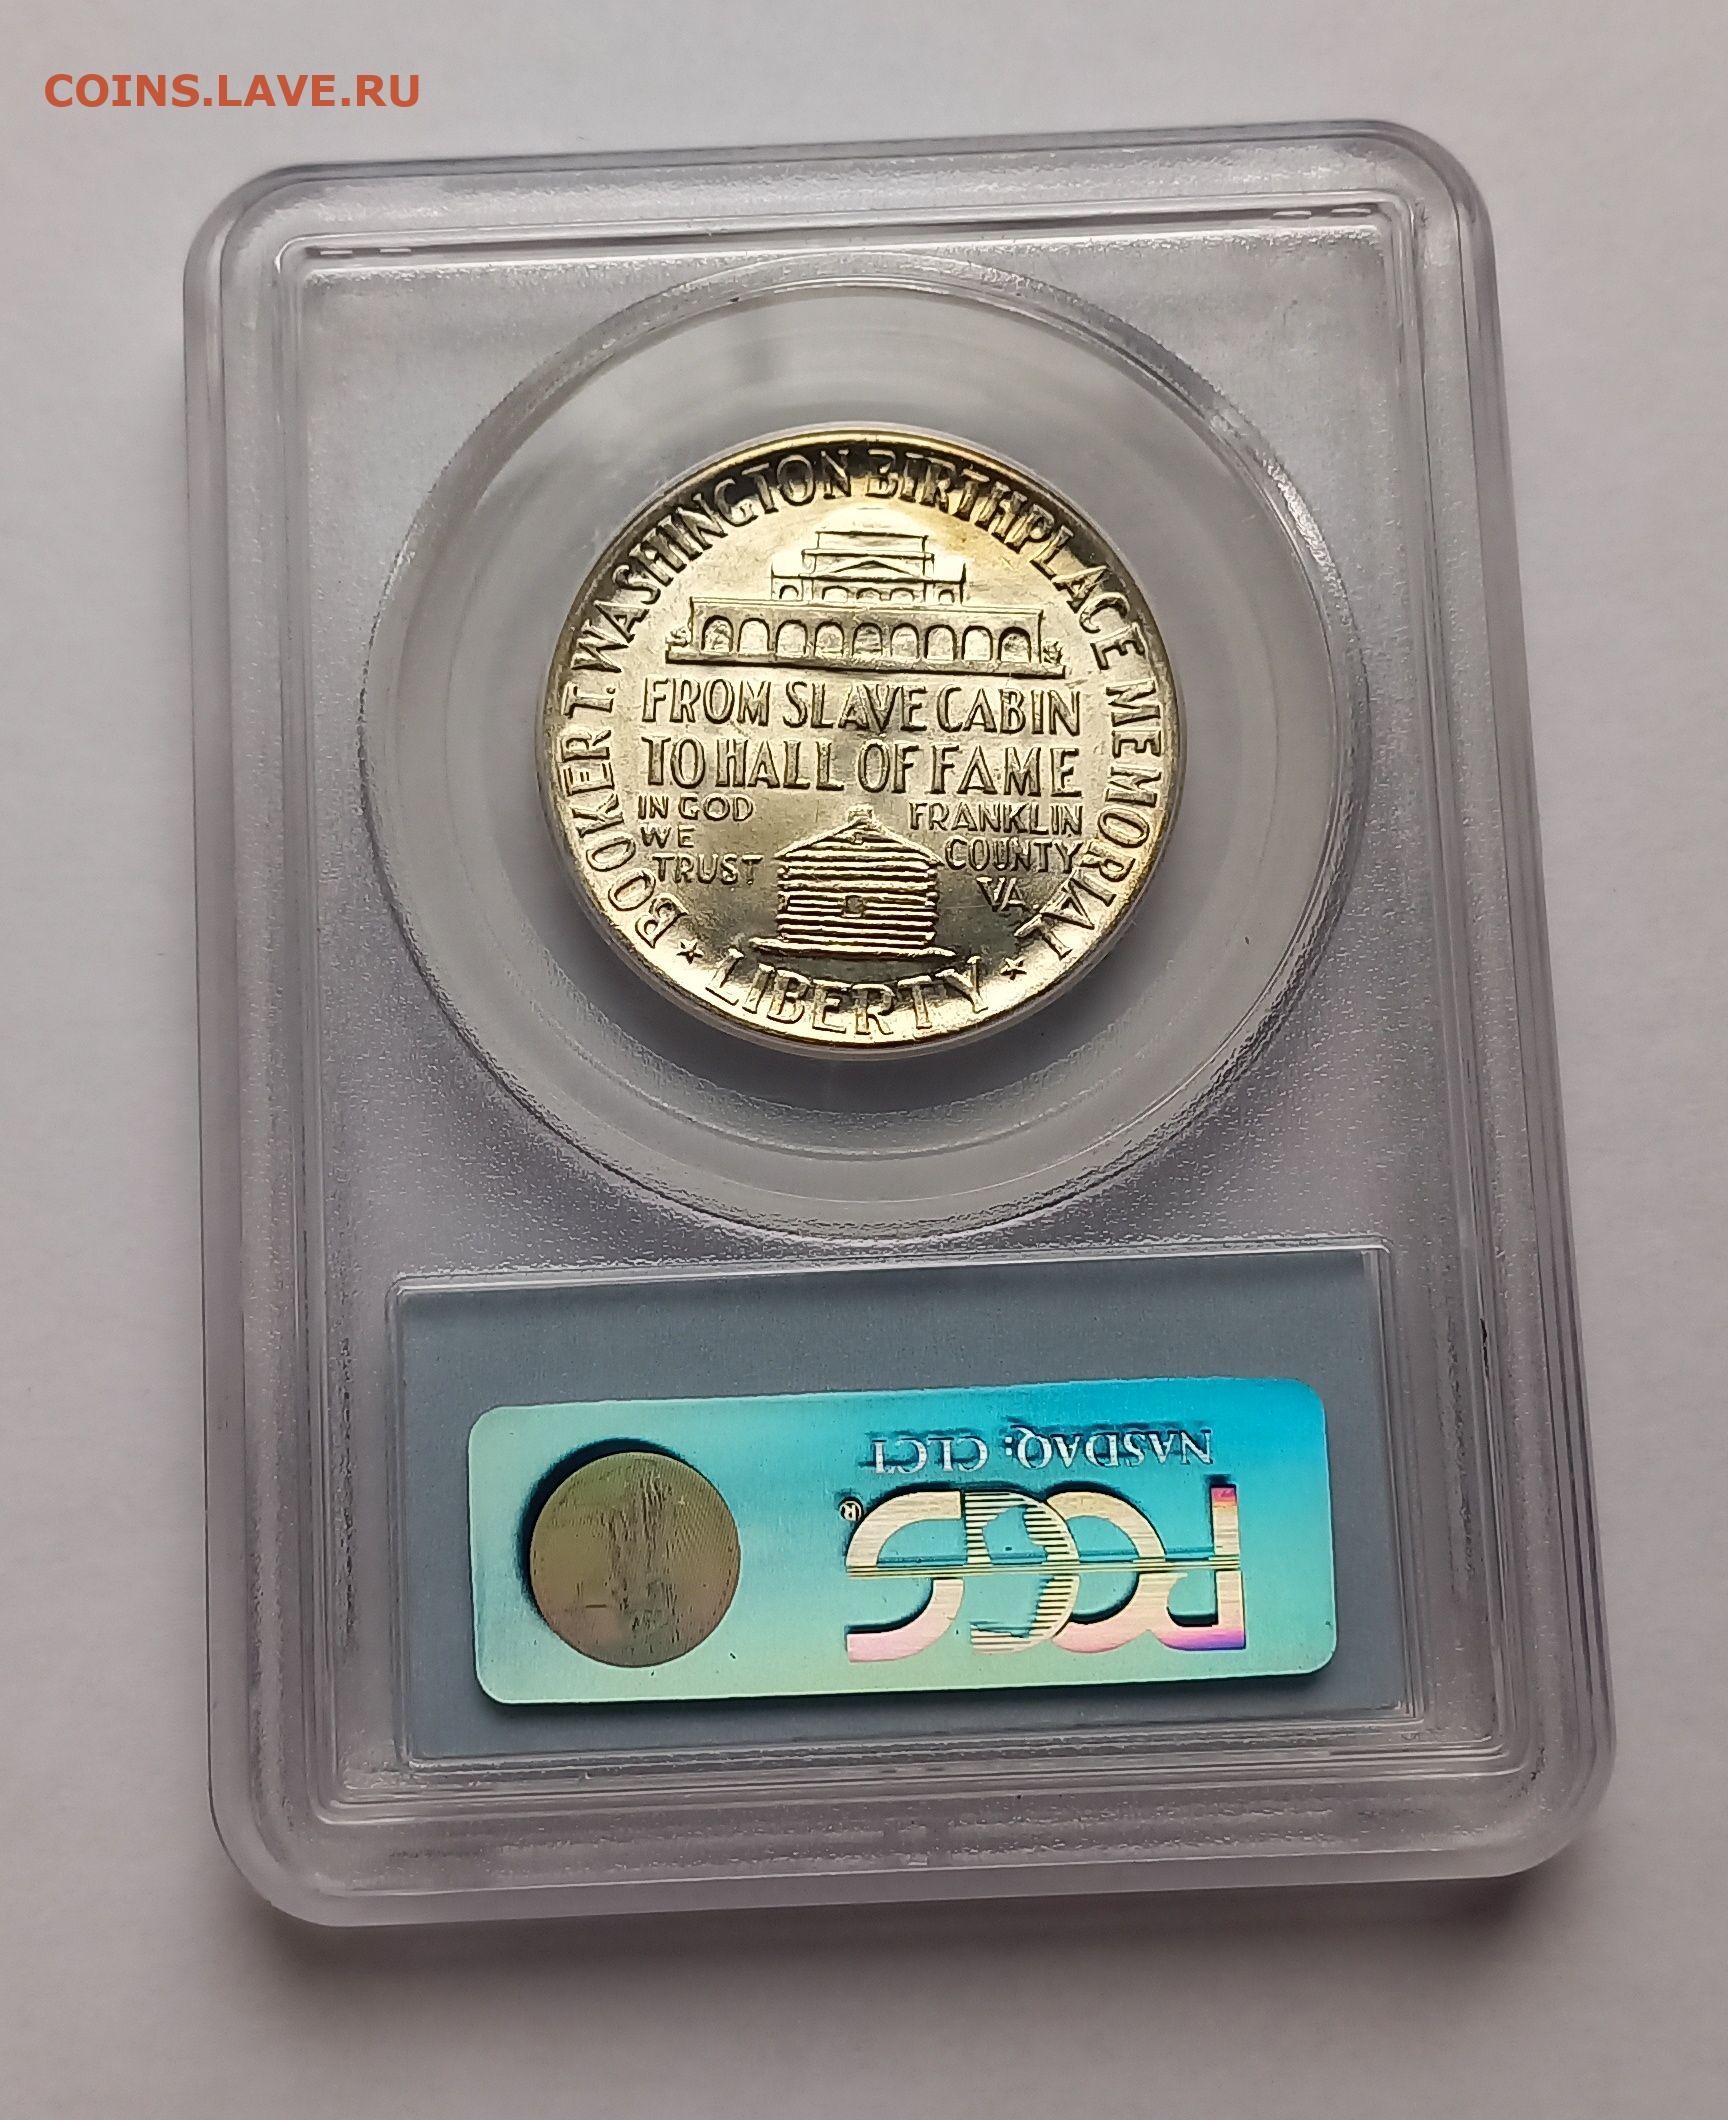 COINS.LAVE.RU
BOOKER T. WASHINGTON BIRTHPLACE MEMORIAL
FROM SLAVE CABIN
TO HALL OF FAME
IN GOD
WE
TRUST
FRANKLIN
COUNTY
VA
★ LIBERTY ★
NASDAQ: CLCT
PCGS®